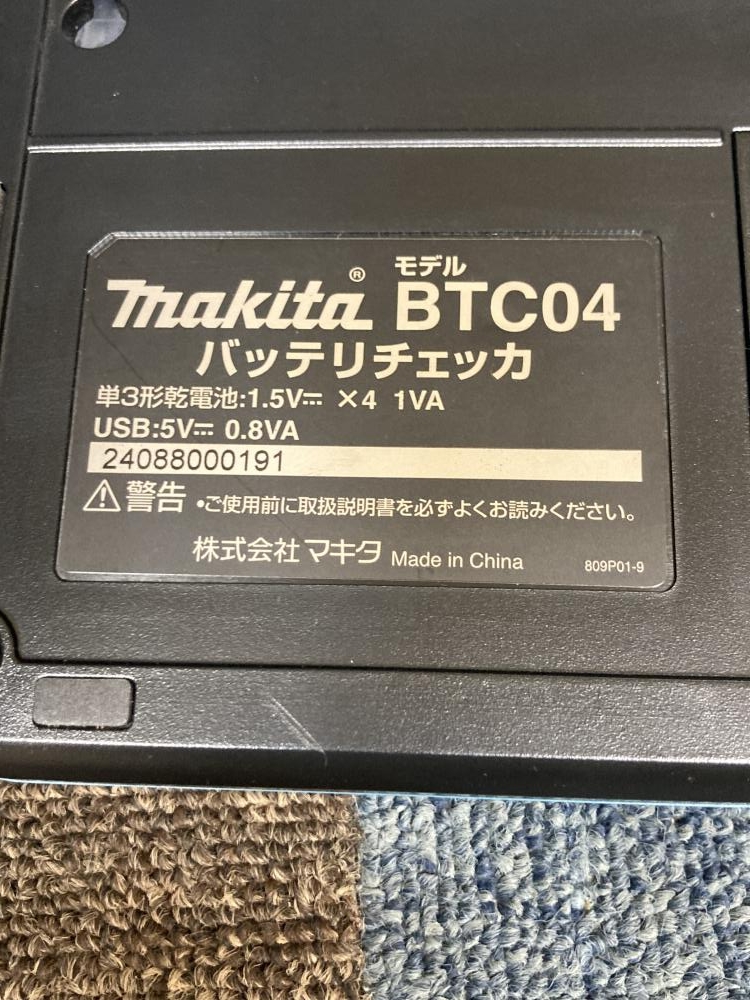 モデル
makita® BTC04
バッテリチェッカ
単3形乾電池:1.5V⎓ ×4 1VA
USB:5V⎓ 0.8VA
24088000191
⚠警告 •ご使用前に取扱説明書を必ずよくお読みください。
株式会社マキタ Made in China 809P01-9